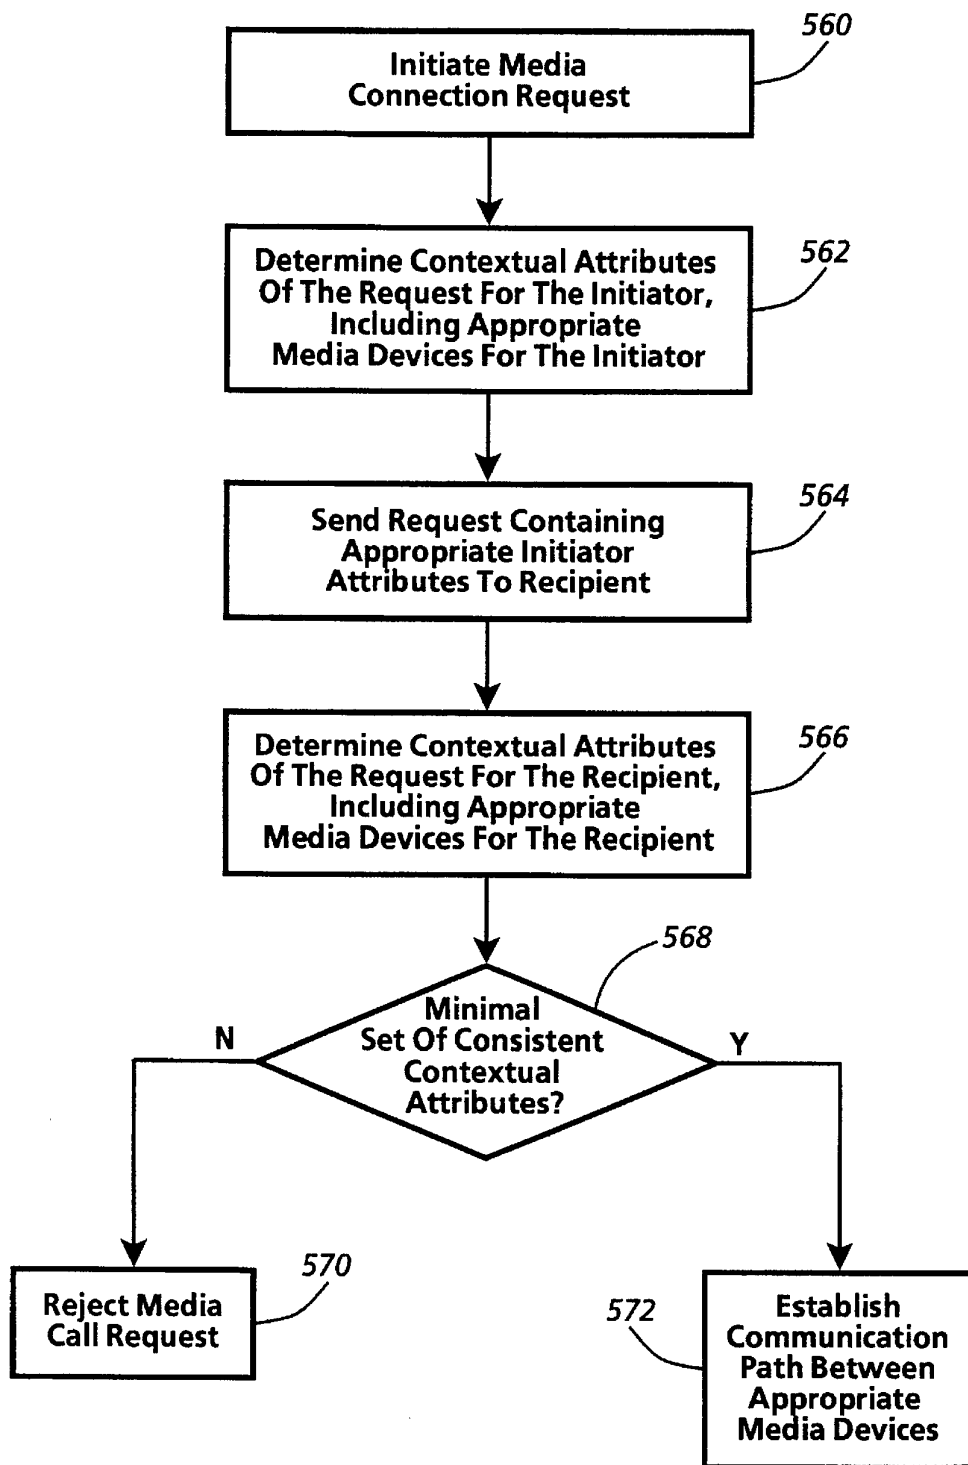 560
Initiate Media
Connection Request
562
Determine Contextual Attributes
Of The Request For The Initiator,
Including Appropriate
Media Devices For The Initiator
564
Send Request Containing
Appropriate Initiator
Attributes To Recipient
566
Determine Contextual Attributes
Of The Request For The Recipient,
Including Appropriate
Media Devices For The Recipient
568
Minimal
Set Of Consistent
Contextual
Attributes?
N
Y
570
Reject Media
Call Request
572
Establish
Communication
Path Between
Appropriate
Media Devices